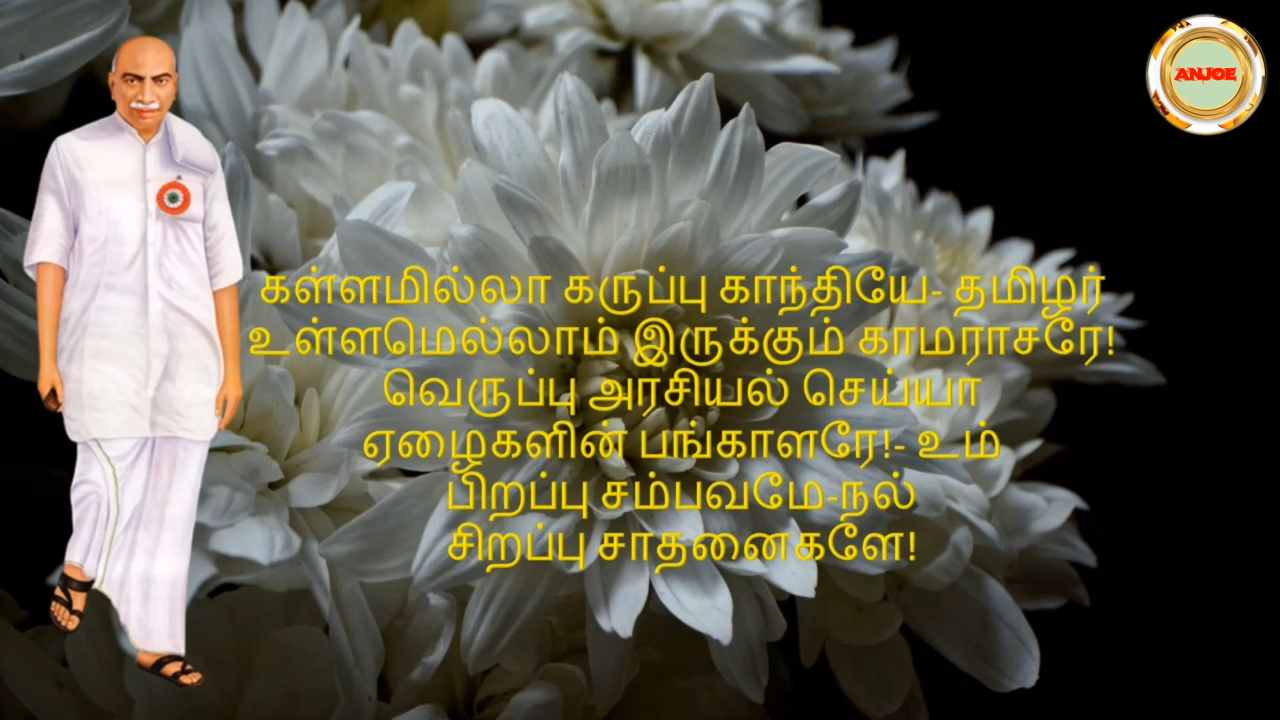 ANJOE
கள்ளமில்லா கருப்பு காந்தியே- தமிழர்
உள்ளமெல்லாம் இருக்கும் காமராசரே!
வெருப்பு அரசியல் செய்யா
ஏழைகளின் பங்காளரே!- உம்
பிறப்பு சம்பவமே-நல்
சிறப்பு சாதனைகளே!